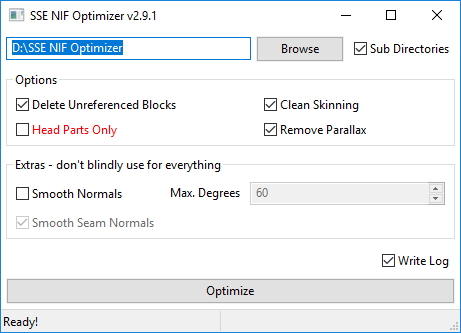 SSE NIF Optimizer v2.9.1
D:\SSE NIF Optimizer
Browse
Sub Directories
Options
Delete Unreferenced Blocks
Clean Skinning
Head Parts Only
Remove Parallax
Extras - don't blindly use for everything
Smooth Normals
Max. Degrees
60
Smooth Seam Normals
Write Log
Optimize
Ready!